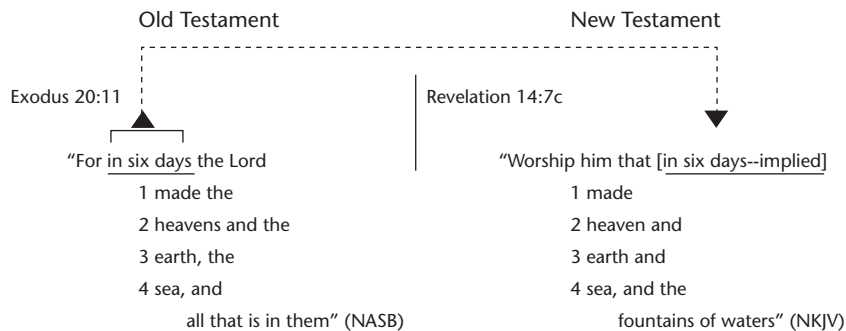 Old Testament
New Testament
Exodus 20:11
Revelation 14:7c
“For in six days the Lord
1 made the
2 heavens and the
3 earth, the
4 sea, and
all that is in them” (NASB)
“Worship him that [in six days--implied]
1 made
2 heaven and
3 earth and
4 sea, and the
fountains of waters” (NKJV)